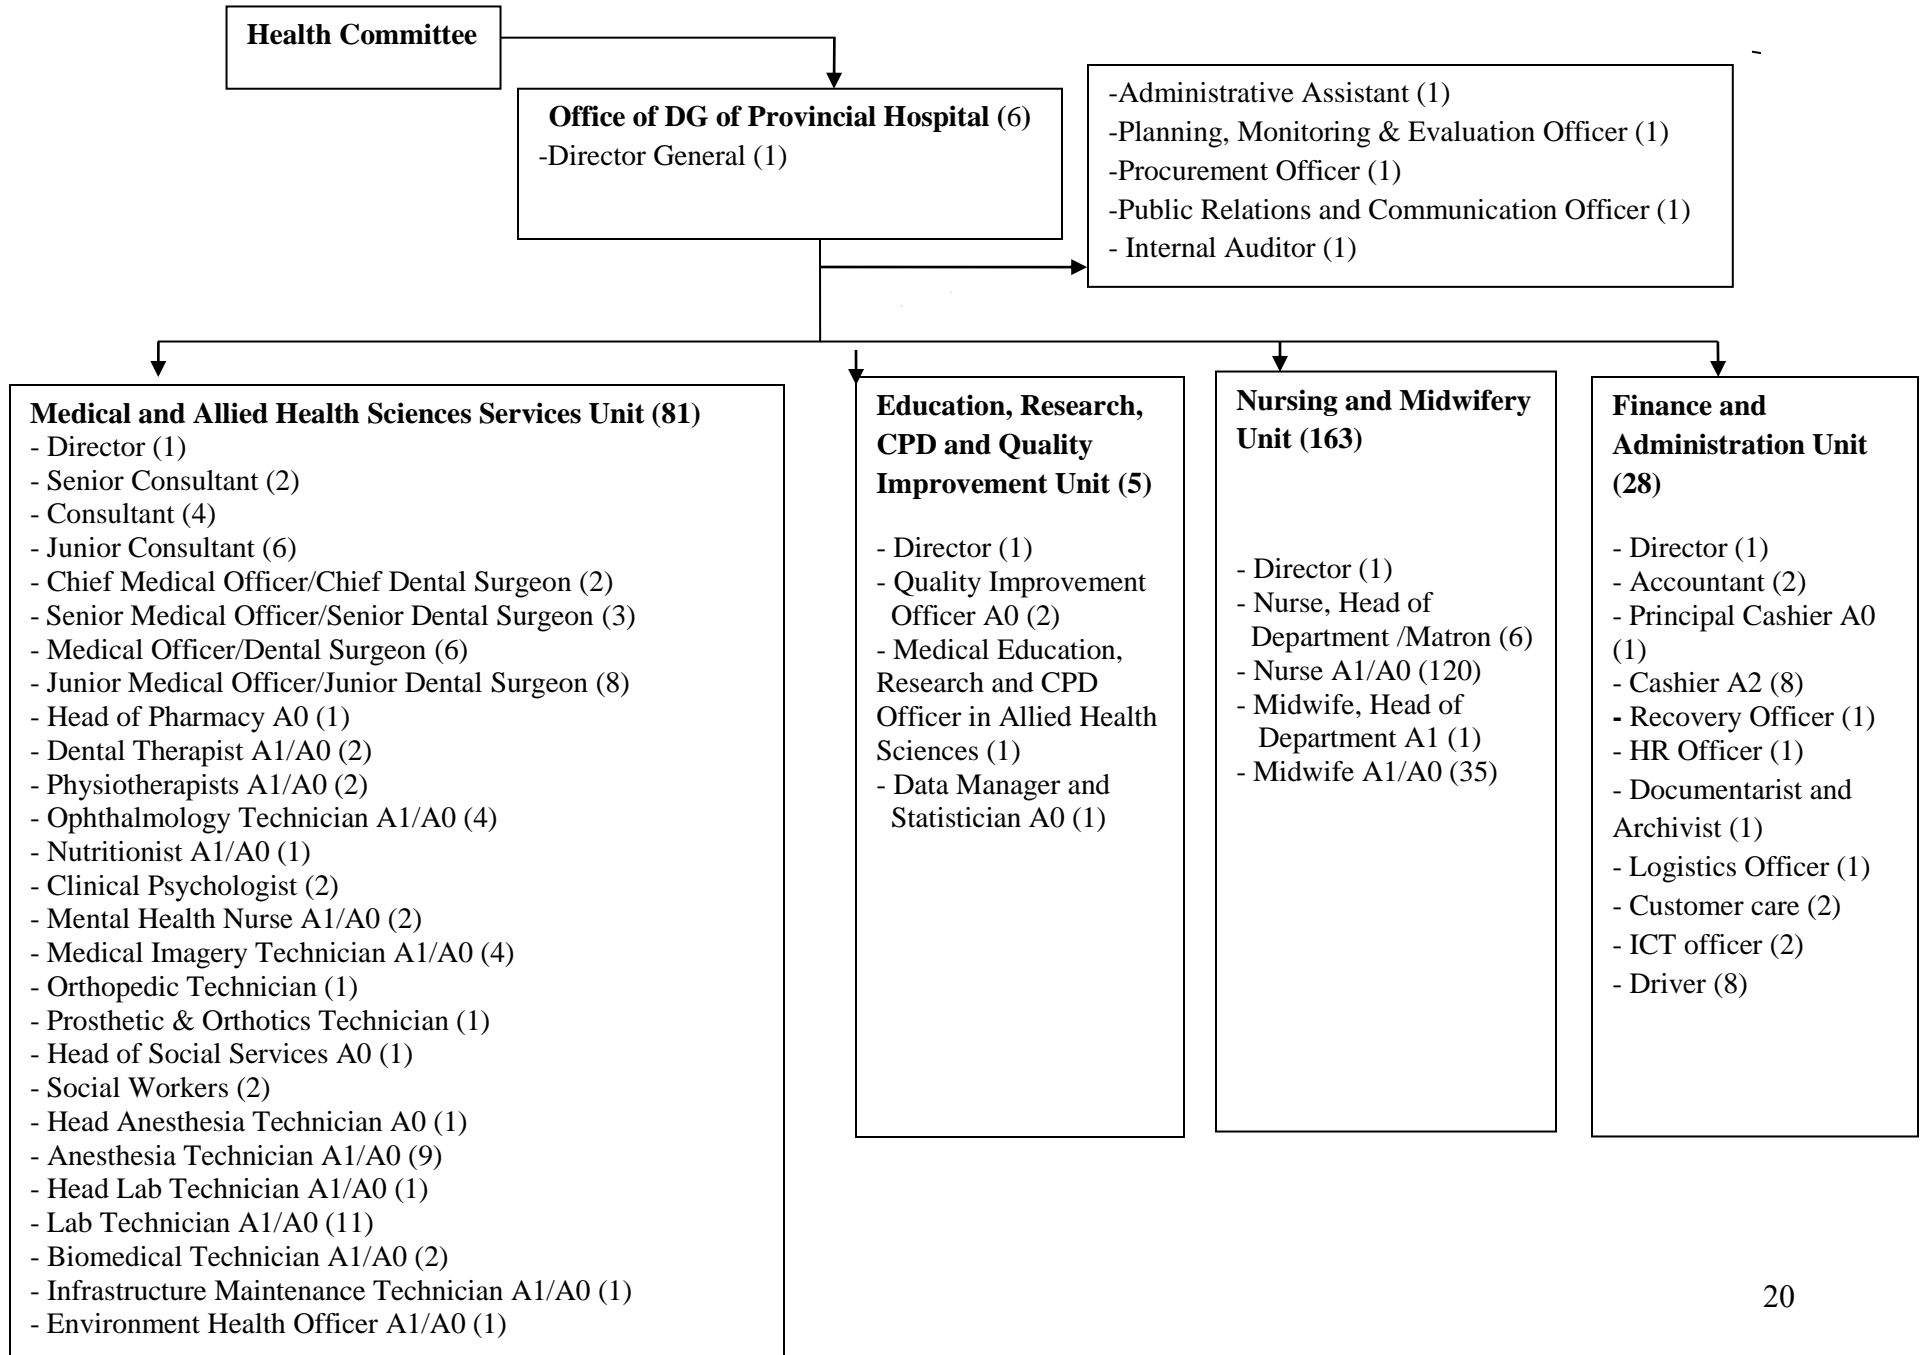 Health Committee
Office of DG of Provincial Hospital (6)
-Director General (1)
-Administrative Assistant (1)
-Planning, Monitoring & Evaluation Officer (1)
-Procurement Officer (1)
-Public Relations and Communication Officer (1)
- Internal Auditor (1)
Medical and Allied Health Sciences Services Unit (81)
- Director (1)
- Senior Consultant (2)
- Consultant (4)
- Junior Consultant (6)
- Chief Medical Officer/Chief Dental Surgeon (2)
- Senior Medical Officer/Senior Dental Surgeon (3)
- Medical Officer/Dental Surgeon (6)
- Junior Medical Officer/Junior Dental Surgeon (8)
- Head of Pharmacy A0 (1)
- Dental Therapist A1/A0 (2)
- Physiotherapists A1/A0 (2)
- Ophthalmology Technician A1/A0 (4)
- Nutritionist A1/A0 (1)
- Clinical Psychologist (2)
- Mental Health Nurse A1/A0 (2)
- Medical Imagery Technician A1/A0 (4)
- Orthopedic Technician (1)
- Prosthetic & Orthotics Technician (1)
- Head of Social Services A0 (1)
- Social Workers (2)
- Head Anesthesia Technician A0 (1)
- Anesthesia Technician A1/A0 (9)
- Head Lab Technician A1/A0 (1)
- Lab Technician A1/A0 (11)
- Biomedical Technician A1/A0 (2)
- Infrastructure Maintenance Technician A1/A0 (1)
- Environment Health Officer A1/A0 (1)
Education, Research,
CPD and Quality
Improvement Unit (5)
- Director (1)
- Quality Improvement
Officer A0 (2)
- Medical Education,
Research and CPD
Officer in Allied Health
Sciences (1)
- Data Manager and
Statistician A0 (1)
Nursing and Midwifery
Unit (163)
- Director (1)
- Nurse, Head of
Department /Matron (6)
- Nurse A1/A0 (120)
- Midwife, Head of
Department A1 (1)
- Midwife A1/A0 (35)
Finance and
Administration Unit
(28)
- Director (1)
- Accountant (2)
- Principal Cashier A0
(1)
- Cashier A2 (8)
- Recovery Officer (1)
- HR Officer (1)
- Documentarist and
Archivist (1)
- Logistics Officer (1)
- Customer care (2)
- ICT officer (2)
- Driver (8)
20